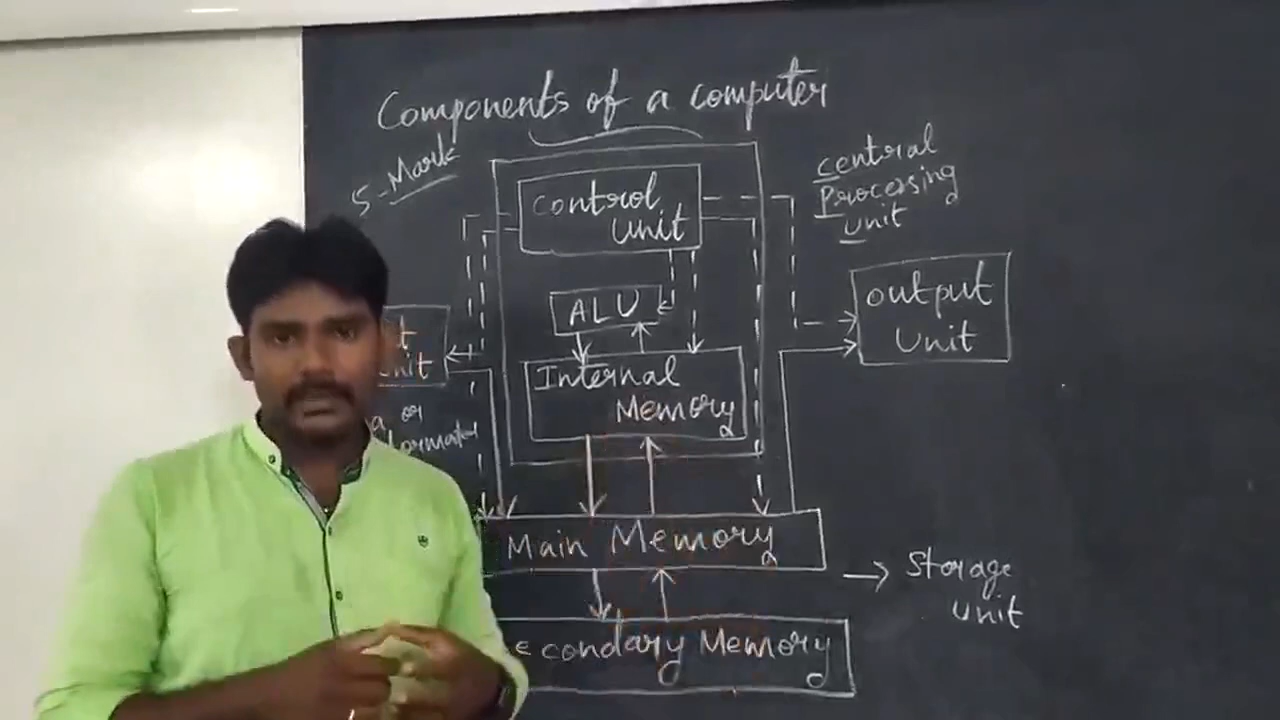 Components of a computer
5-Mark
Central
Processing
Unit
Control
Unit
ALU
Output
Unit
Internal
Memory
Main Memory
Storage
Unit
Memory